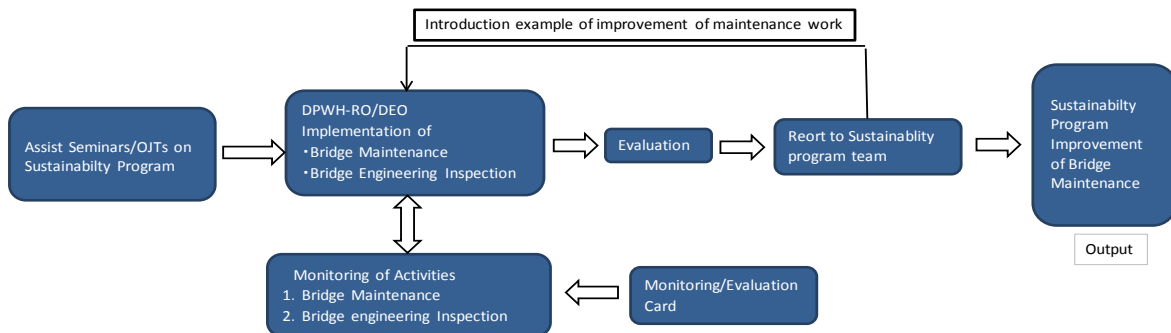 Introduction example of improvement of maintenance work
Assist Seminars/OJTs on
Sustainabilty Program
DPWH-RO/DEO
Implementation of
・Bridge Maintenance
・Bridge Engineering Inspection
Evaluation
Reort to Sustainablity
program team
Sustainabilty
Program
Improvement
of Bridge
Maintenance
Output
Monitoring of Activities
1. Bridge Maintenance
2. Bridge engineering Inspection
Monitoring/Evaluation
Card